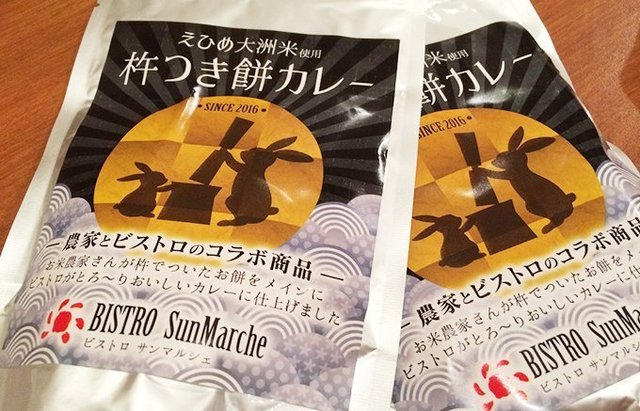 えひめ大洲米使用
杵つき餅カレー
• SINCE 2016 •
― 農家とビストロのコラボ商品 ―
お米農家さんが杵でついたお餅をメインに
ビストロがとろ～りおいしいカレーに仕上げました
BISTRO SunMarche
ビストロ サンマルシェ
米使用
餅カレー
SINCE 2016 •
― 農家とビストロのコラボ商品
お米農家さんが杵でついたお餅を
ビストロがとろ～りおいしいカレーに
BISTRO SunMar
ビストロ サンマルシェ